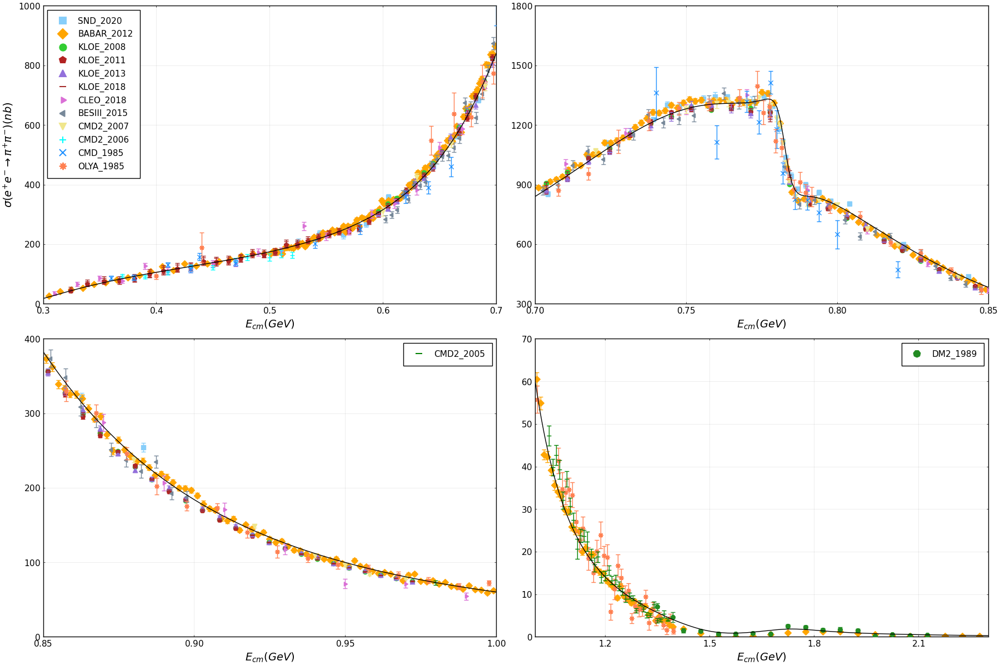 1000
800
600
400
200
0
0.3
0.4
0.5
0.6
0.7
σ(e⁺e⁻→π⁺π⁻)(nb)
E_cm(GeV)
SND_2020
BABAR_2012
KLOE_2008
KLOE_2011
KLOE_2013
KLOE_2018
CLEO_2018
BESIII_2015
CMD2_2007
CMD2_2006
CMD_1985
OLYA_1985
1800
1500
1200
900
600
300
0.70
0.75
0.80
0.85
E_cm(GeV)
400
300
200
100
0
0.85
0.90
0.95
1.00
E_cm(GeV)
CMD2_2005
70
60
50
40
30
20
10
0
1.2
1.5
1.8
2.1
E_cm(GeV)
DM2_1989